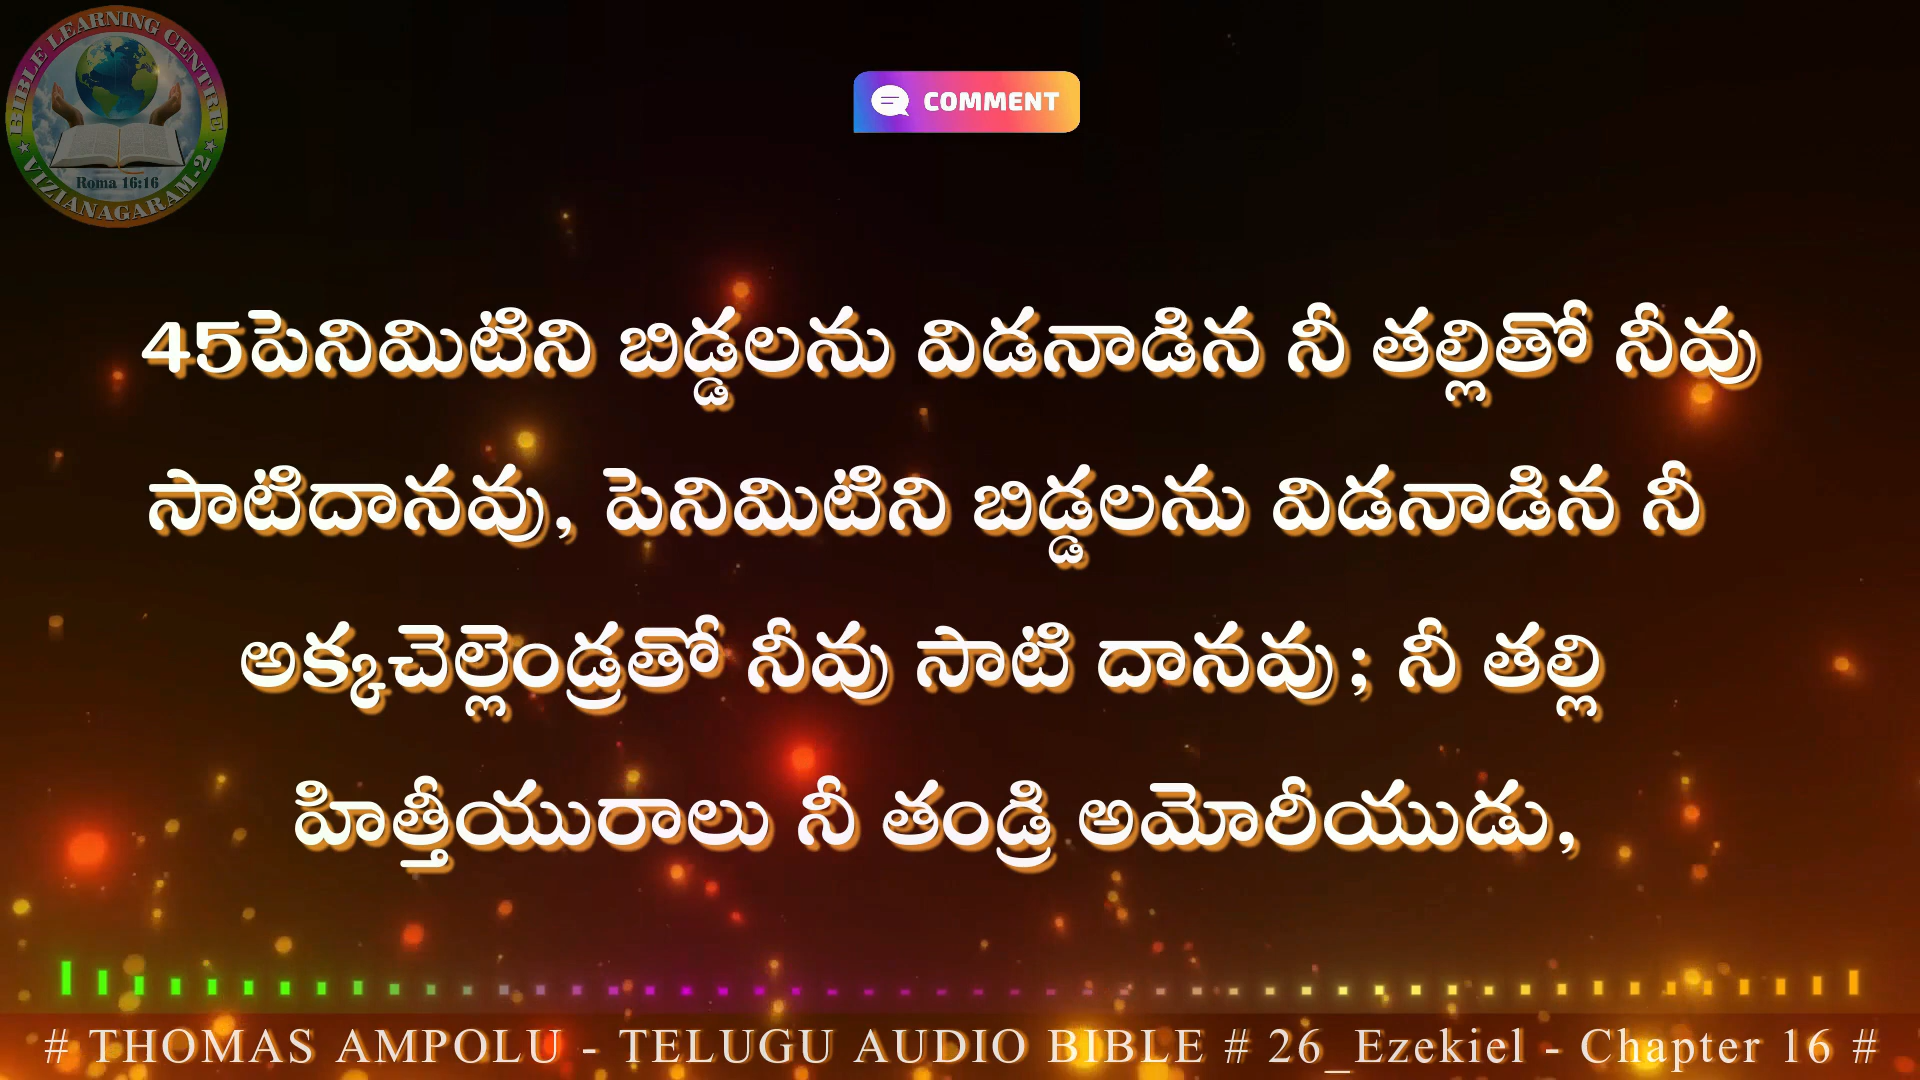 BIBLE LEARNING CENTRE
Roma 16:16
★ VIZIANAGARAM-2 ★
COMMENT
45పెనిమిటిని బిడ్డలను విడనాడిన నీ తల్లితో నీవు
సాటిదానవు, పెనిమిటిని బిడ్డలను విడనాడిన నీ
అక్కచెల్లెండ్రతో నీవు సాటి దానవు; నీ తల్లి
హిత్తీయురాలు నీ తండ్రి అమోరీయుడు,
# THOMAS AMPOLU - TELUGU AUDIO BIBLE # 26_Ezekiel - Chapter 16 #